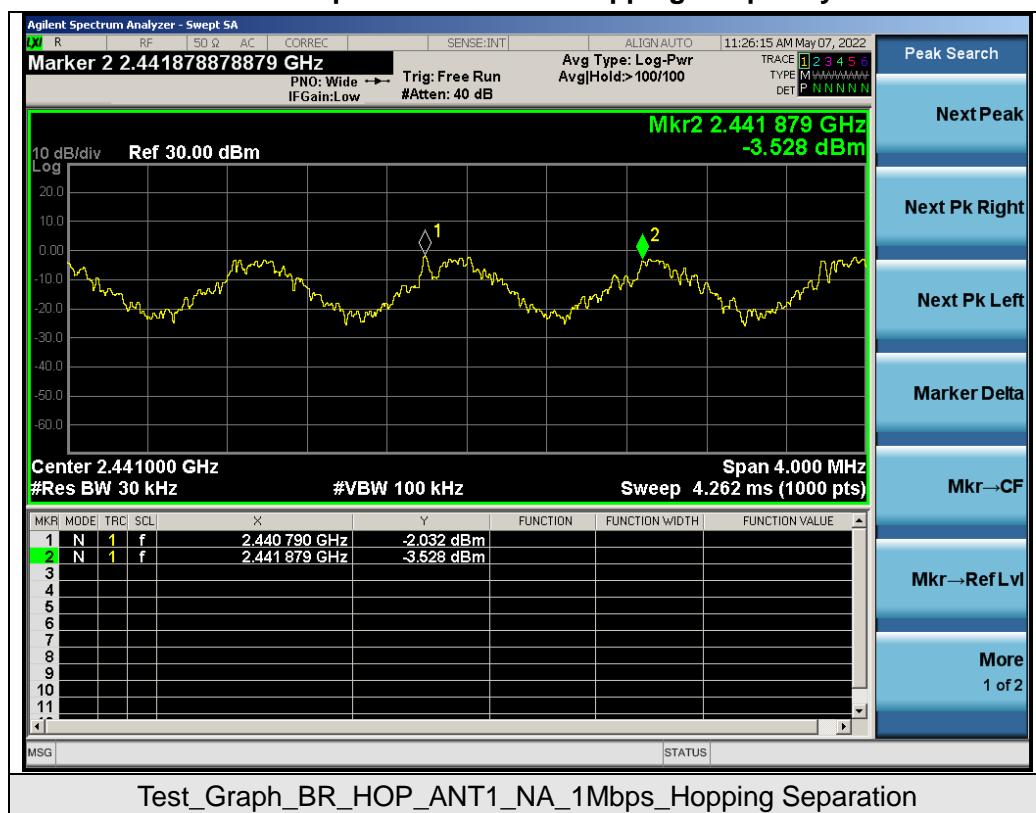 Agilent Spectrum Analyzer - Swept SA
LXI R RF 50 Ω AC CORREC SENSE:INT ALIGN AUTO 11:26:15 AM May 07, 2022
Marker 2 2.441878878879 GHz
PNO: Wide
IFGain:Low
Trig: Free Run
#Atten: 40 dB
Avg Type: Log-Pwr
Avg|Hold:>100/100
TRACE 1 2 3 4 5 6
TYPE M WWWWW
DET P N N N N N
Mkr2 2.441 879 GHz
-3.528 dBm
10 dB/div Ref 30.00 dBm
Log
20.0
10.0
0.00
-10.0
-20.0
-30.0
-40.0
-50.0
-60.0
1
2
Center 2.441000 GHz Span 4.000 MHz
#Res BW 30 kHz #VBW 100 kHz Sweep 4.262 ms (1000 pts)
MKR MODE TRC SCL X Y FUNCTION FUNCTION WIDTH FUNCTION VALUE
1 N 1 f 2.440 790 GHz -2.032 dBm
2 N 1 f 2.441 879 GHz -3.528 dBm
3
4
5
6
7
8
9
10
11
MSG STATUS
Peak Search
Next Peak
Next Pk Right
Next Pk Left
Marker Delta
Mkr→CF
Mkr→Ref Lvl
More
1 of 2
Test_Graph_BR_HOP_ANT1_NA_1Mbps_Hopping Separation